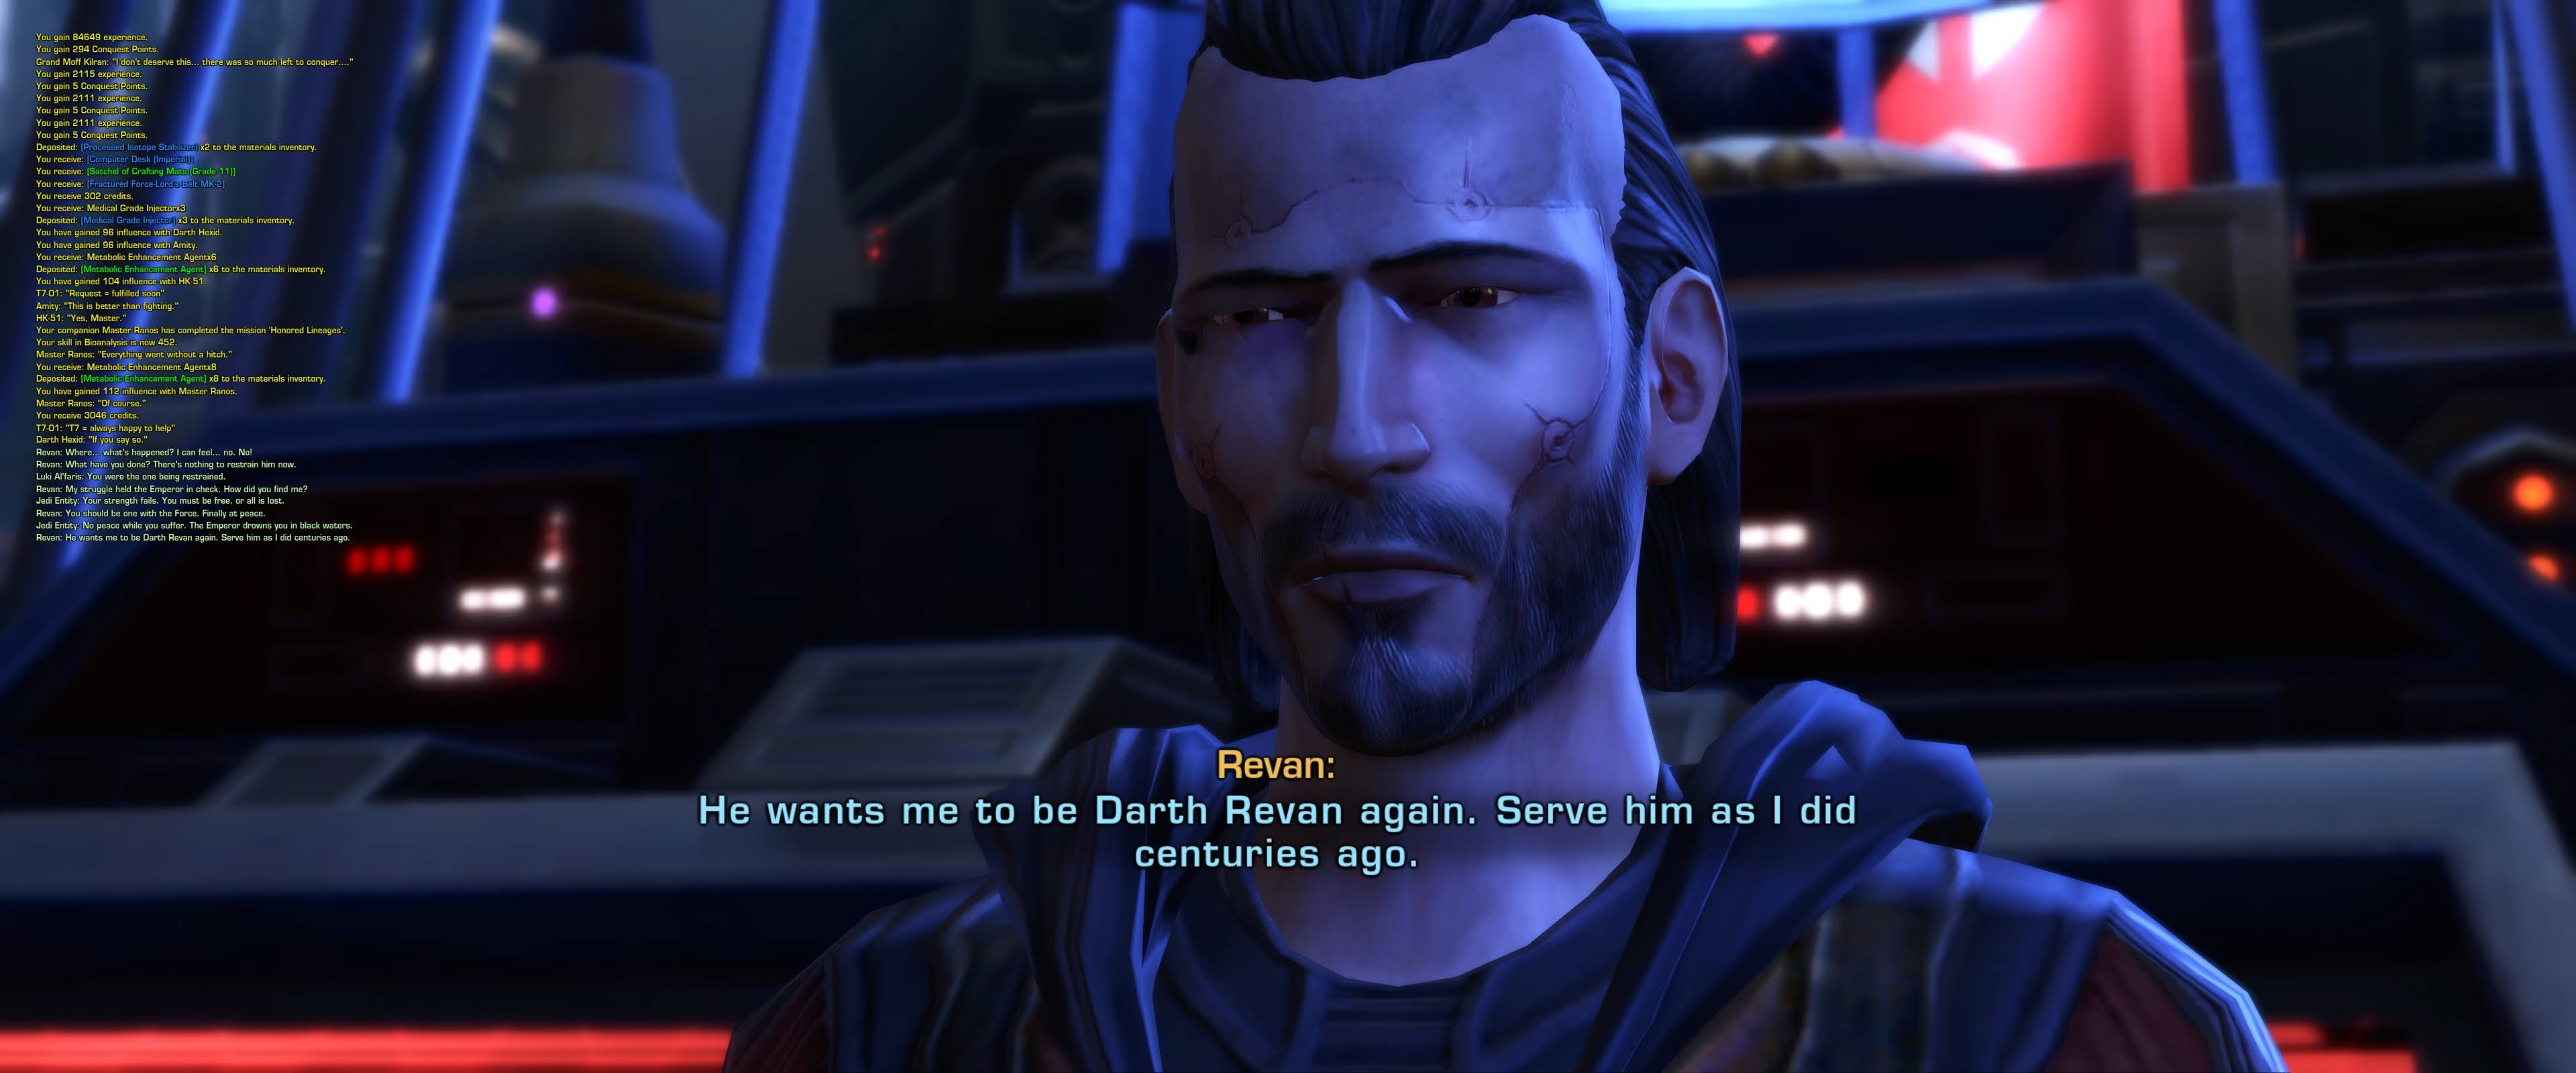 You gain 84649 experience.
You gain 294 Conquest Points.
Grand Moff Kilran: "I don't deserve this... there was so much left to conquer...."
You gain 2115 experience.
You gain 5 Conquest Points.
You gain 2111 experience.
You gain 5 Conquest Points.
You gain 2111 experience.
You gain 5 Conquest Points.
Deposited: [Processed Isotope Stabilizer] x2 to the materials inventory.
You receive: [Computer Desk (Imperial)]
You receive: [Satchel of Crafting Mats (Grade 11)]
You receive: [Fractured Force-Lord's Belt MK-2]
You receive 302 credits.
You receive: Medical Grade Injectorx3
Deposited: [Medical Grade Injector] x3 to the materials inventory.
You have gained 96 influence with Darth Hexid.
You have gained 96 influence with Amity.
You receive: Metabolic Enhancement Agentx6
Deposited: [Metabolic Enhancement Agent] x6 to the materials inventory.
You have gained 104 influence with HK-51.
T7-O1: "Request = fulfilled soon"
Amity: "This is better than fighting."
HK-51: "Yes, Master."
Your companion Master Ranos has completed the mission 'Honored Lineages'.
Your skill in Bioanalysis is now 452.
Master Ranos: "Everything went without a hitch."
You receive: Metabolic Enhancement Agentx8
Deposited: [Metabolic Enhancement Agent] x8 to the materials inventory.
You have gained 112 influence with Master Ranos.
Master Ranos: "Of course."
You receive 3046 credits.
T7-O1: "T7 = always happy to help"
Darth Hexid: "If you say so."
Revan: Where... what's happened? I can feel... no. No!
Revan: What have you done? There's nothing to restrain him now.
Luki Al'faris: You were the one being restrained.
Revan: My struggle held the Emperor in check. How did you find me?
Jedi Entity: Your strength fails. You must be free, or all is lost.
Revan: You should be one with the Force. Finally at peace.
Jedi Entity: No peace while you suffer. The Emperor drowns you in black waters.
Revan: He wants me to be Darth Revan again. Serve him as I did centuries ago.
Revan:
He wants me to be Darth Revan again. Serve him as I did
centuries ago.